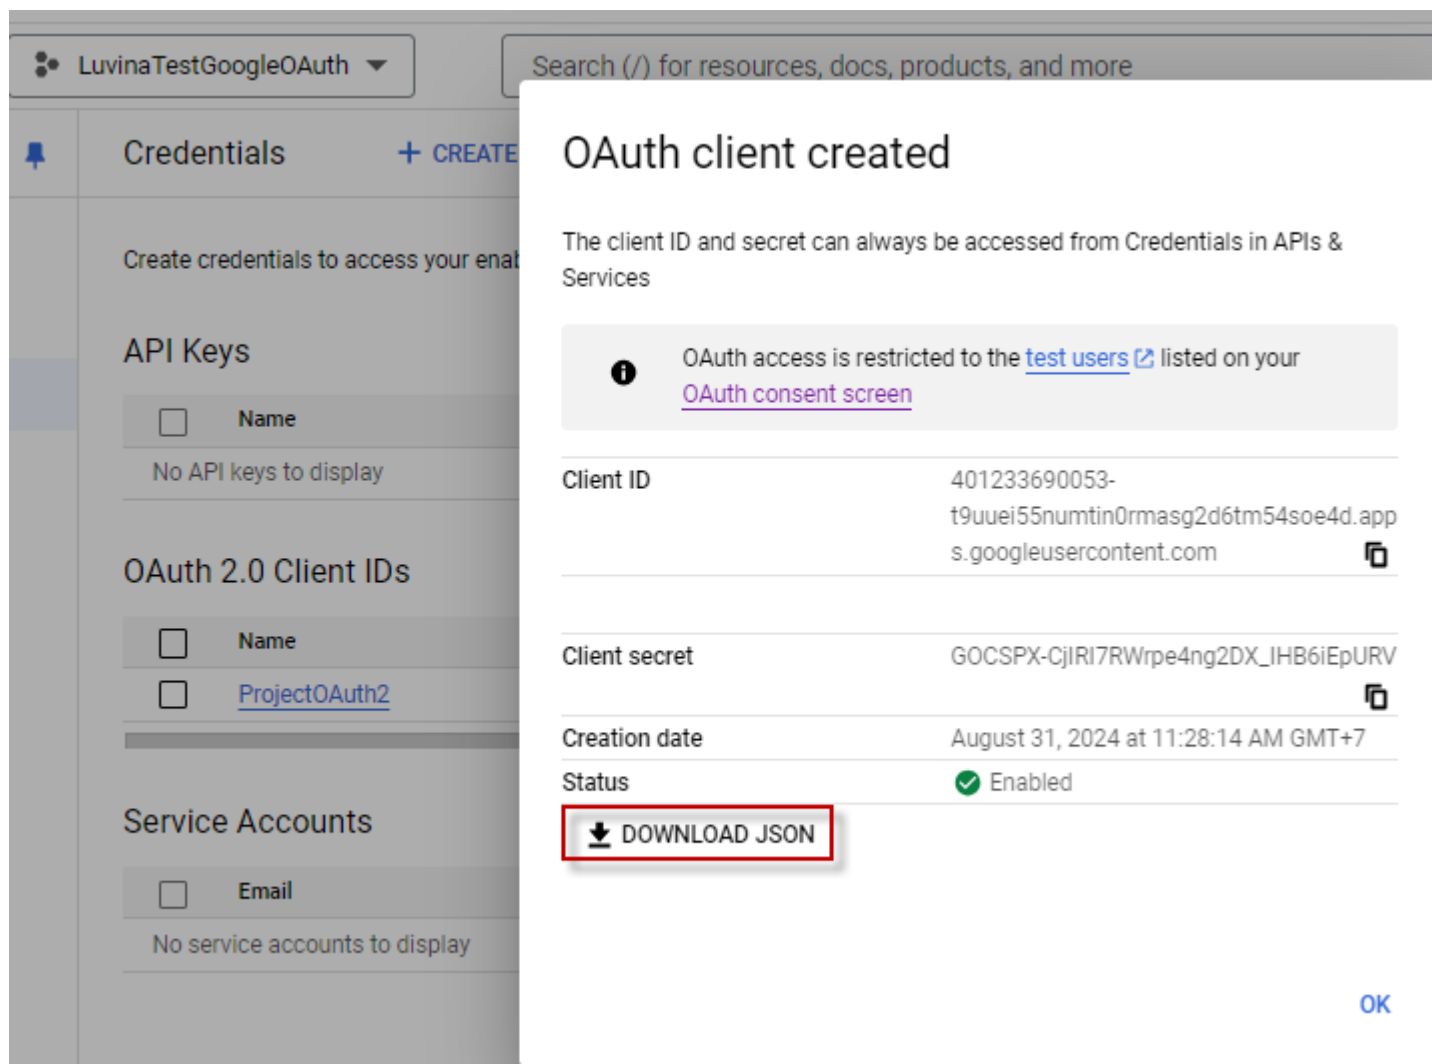 LuvinaTestGoogleOAuth
Search (/) for resources, docs, products, and more
Credentials
+ CREATE
Create credentials to access your enab
API Keys
Name
No API keys to display
OAuth 2.0 Client IDs
Name
ProjectOAuth2
Service Accounts
Email
No service accounts to display
OAuth client created
The client ID and secret can always be accessed from Credentials in APIs &
Services
OAuth access is restricted to the test users listed on your
OAuth consent screen
Client ID
401233690053-
t9uuei55numtin0rmasg2d6tm54soe4d.app
s.googleusercontent.com
Client secret
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
Creation date
August 31, 2024 at 11:28:14 AM GMT+7
Status
Enabled
DOWNLOAD JSON
OK